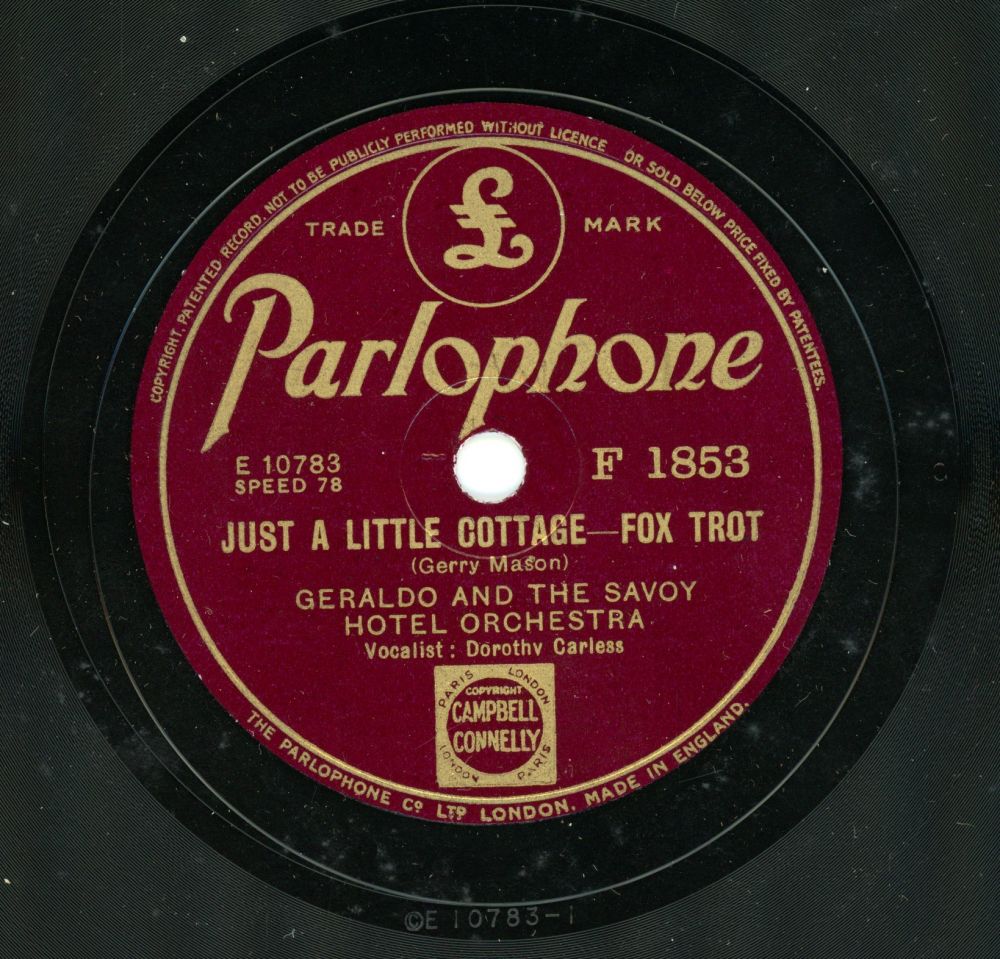 COPYRIGHT. PATENTED RECORD. NOT TO BE PUBLICLY PERFORMED WITHOUT LICENCE OR SOLD BELOW PRICE FIXED BY PATENTEES.
TRADE £ MARK
Parlophone
E 10783
SPEED 78
F 1853
JUST A LITTLE COTTAGE—FOX TROT
(Gerry Mason)
GERALDO AND THE SAVOY
HOTEL ORCHESTRA
Vocalist : Dorothy Carless
PARIS LONDON
COPYRIGHT
CAMPBELL
CONNELLY
LONDON PARIS
THE PARLOPHONE Cº LTD LONDON. MADE IN ENGLAND.
©E 10783-1